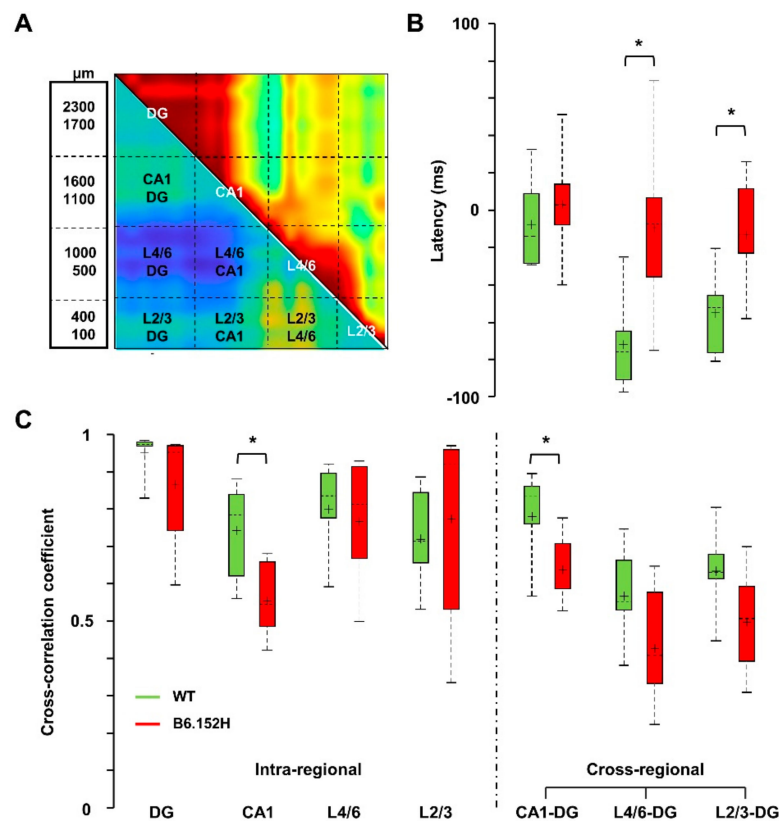 A
B
µm
2300
1700
1600
1100
1000
500
400
100
DG
CA1
DG
CA1
L4/6
DG
L4/6
CA1
L4/6
L2/3
DG
L2/3
CA1
L2/3
L4/6
L2/3
Latency (ms)
100
0
-100
*
*
C
Cross-correlation coefficient
1
0.5
0
*
*
WT
B6.152H
Intra-regional
Cross-regional
DG
CA1
L4/6
L2/3
CA1-DG
L4/6-DG
L2/3-DG